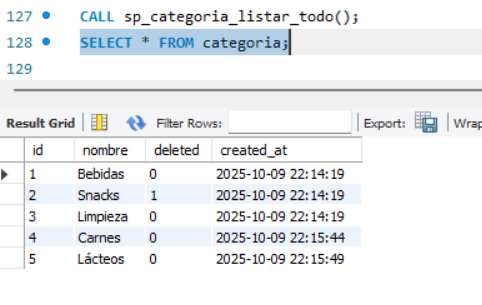 127 CALL sp_categoria_listar_todo();
128 SELECT * FROM categoria;
129
Result Grid Filter Rows: Export: Wrap
id nombre deleted created_at
1 Bebidas 0 2025-10-09 22:14:19
2 Snacks 1 2025-10-09 22:14:19
3 Limpieza 0 2025-10-09 22:14:19
4 Carnes 0 2025-10-09 22:15:44
5 Lácteos 0 2025-10-09 22:15:49